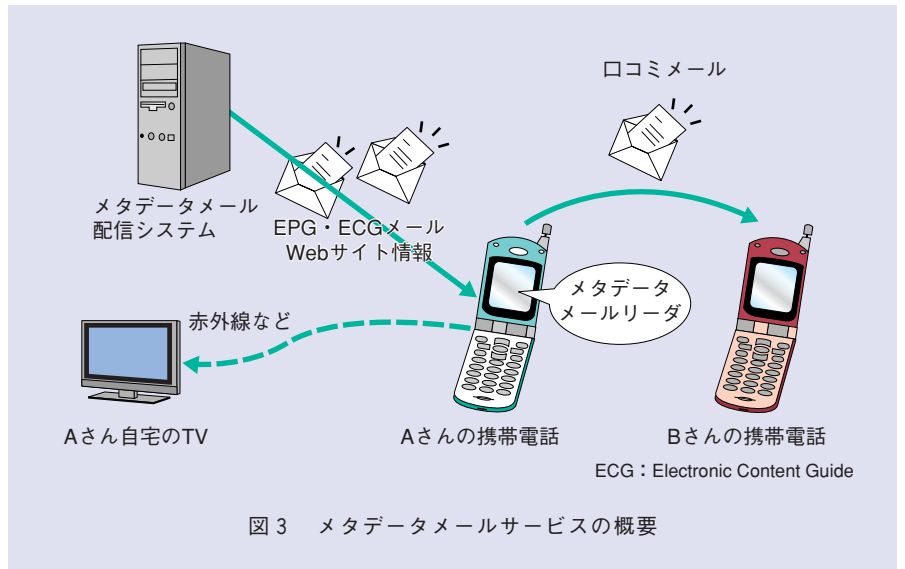 口コミメール
メタデータメール
配信システム
EPG・ECGメール
Webサイト情報
メタデータ
メールリーダ
赤外線など
Aさん自宅のTV
Aさんの携帯電話
Bさんの携帯電話
ECG：Electronic Content Guide
図3　メタデータメールサービスの概要